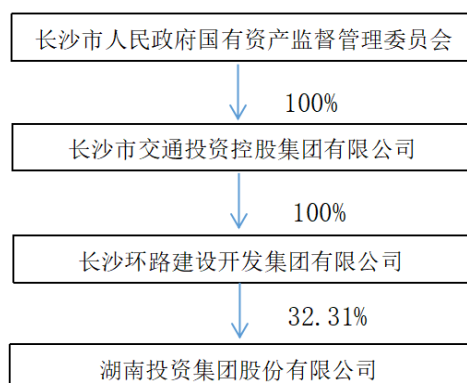 长沙市人民政府国有资产监督管理委员会
100%
长沙市交通投资控股集团有限公司
100%
长沙环路建设开发集团有限公司
32.31%
湖南投资集团股份有限公司